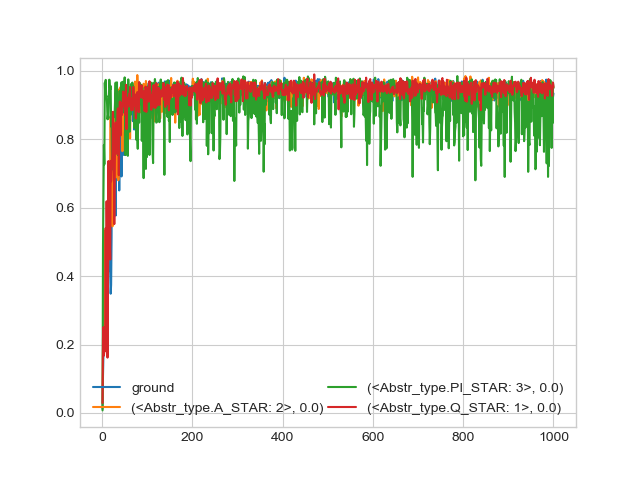 1.0
0.8
0.6
0.4
0.2
0.0
ground
(<Abstr_type.A_STAR: 2>, 0.0)
(<Abstr_type.PI_STAR: 3>, 0.0)
(<Abstr_type.Q_STAR: 1>, 0.0)
0 200 400 600 800 1000